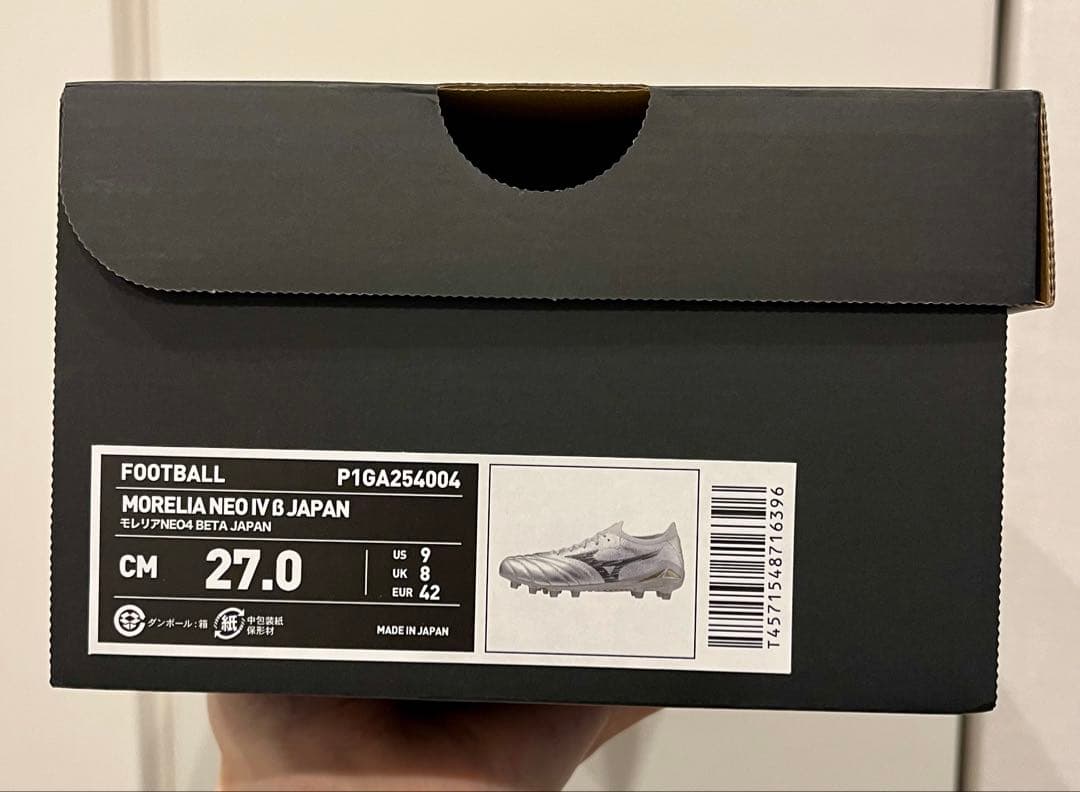 FOOTBALL P1GA254004
MORELIA NEO IV β JAPAN
モレリアNEO4 BETA JAPAN
CM 27.0
US 9
UK 8
EUR 42
ダンボール：箱
紙 中包装紙
保形材
MADE IN JAPAN
T4571548716396